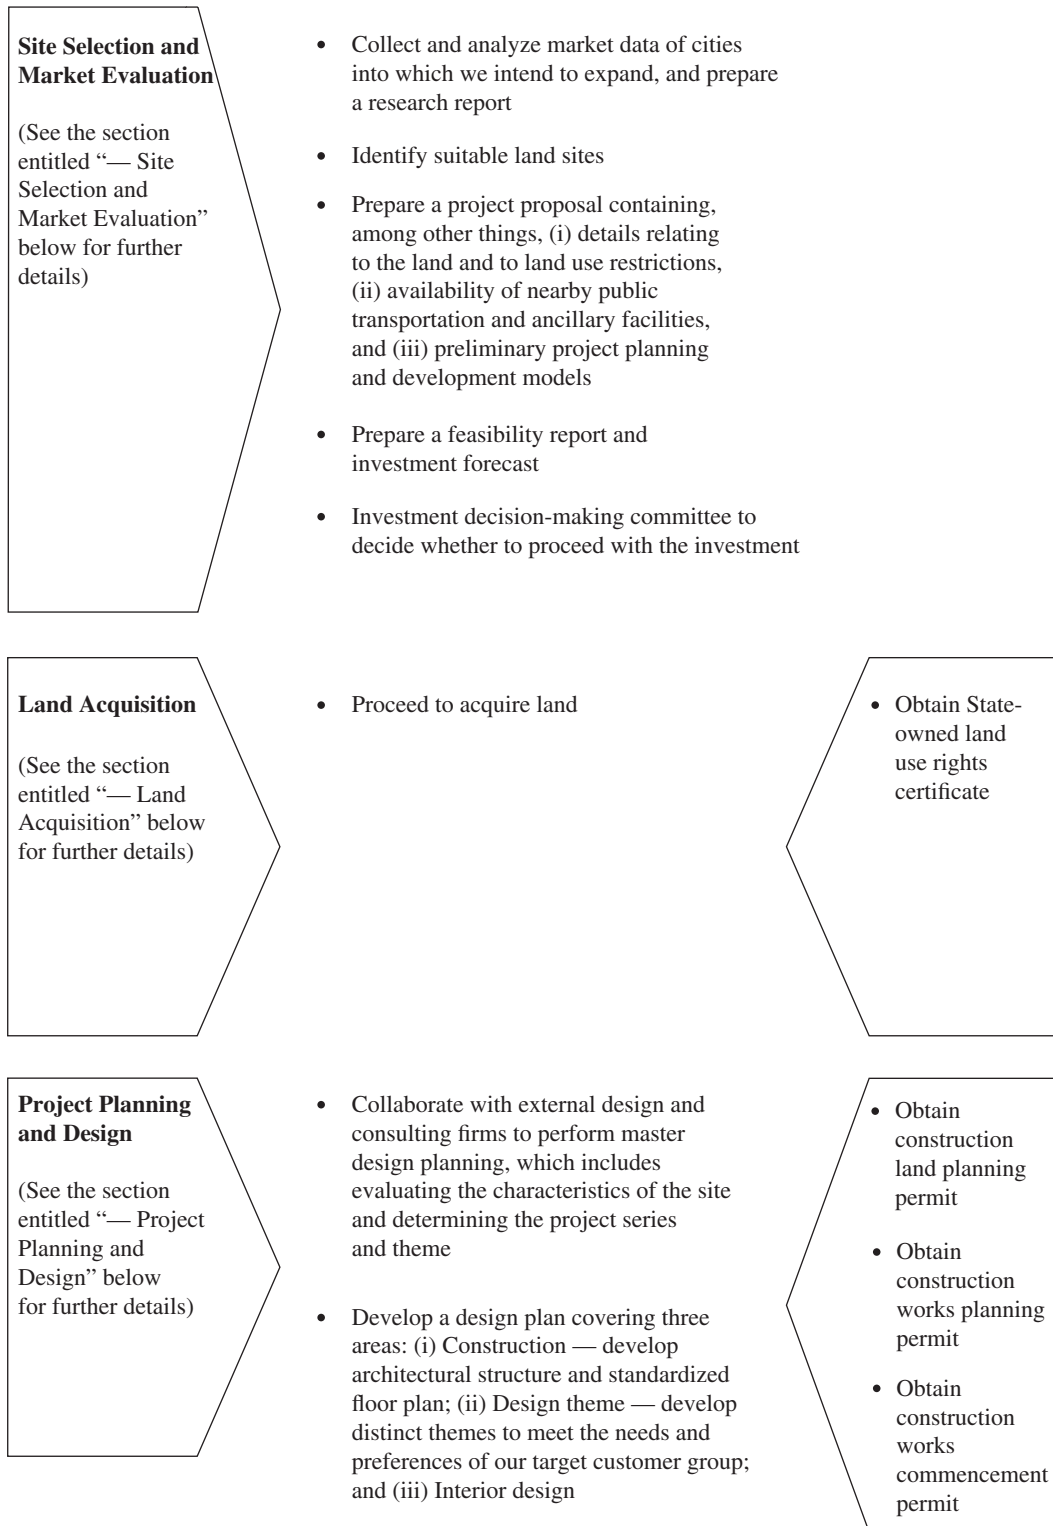 Site Selection and
Market Evaluation
(See the section
entitled “— Site
Selection and
Market Evaluation”
below for further
details)
• Collect and analyze market data of cities
into which we intend to expand, and prepare
a research report
• Identify suitable land sites
• Prepare a project proposal containing,
among other things, (i) details relating
to the land and to land use restrictions,
(ii) availability of nearby public
transportation and ancillary facilities,
and (iii) preliminary project planning
and development models
• Prepare a feasibility report and
investment forecast
• Investment decision-making committee to
decide whether to proceed with the investment
Land Acquisition
(See the section
entitled “— Land
Acquisition” below
for further details)
• Proceed to acquire land
• Obtain State-
owned land
use rights
certificate
Project Planning
and Design
(See the section
entitled “— Project
Planning and
Design” below
for further details)
• Collaborate with external design and
consulting firms to perform master
design planning, which includes
evaluating the characteristics of the site
and determining the project series
and theme
• Develop a design plan covering three
areas: (i) Construction — develop
architectural structure and standardized
floor plan; (ii) Design theme — develop
distinct themes to meet the needs and
preferences of our target customer group;
and (iii) Interior design
• Obtain
construction
land planning
permit
• Obtain
construction
works planning
permit
• Obtain
construction
works
commencement
permit